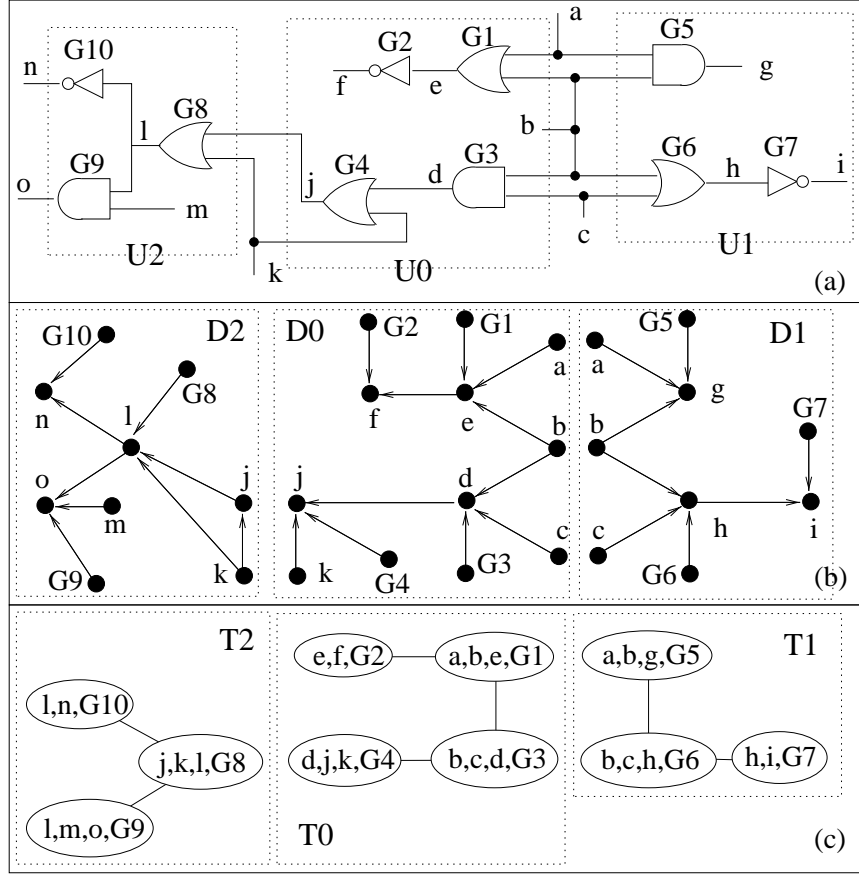 a
G10
G2
G1
G5
n
f
e
g
G8
l
b
G9
G4
G3
G6
G7
o
j
d
h
i
m
c
U2
k
U0
U1
(a)
G10
D2
D0
G2
G1
G5
D1
a
a
G8
n
l
f
e
g
G7
b
b
o
j
j
d
m
c
c
h
i
k
G9
k
G4
G3
G6
(b)
T2
e,f,G2
a,b,e,G1
a,b,g,G5
T1
l,n,G10
j,k,l,G8
d,j,k,G4
b,c,d,G3
b,c,h,G6
h,i,G7
l,m,o,G9
T0
(c)